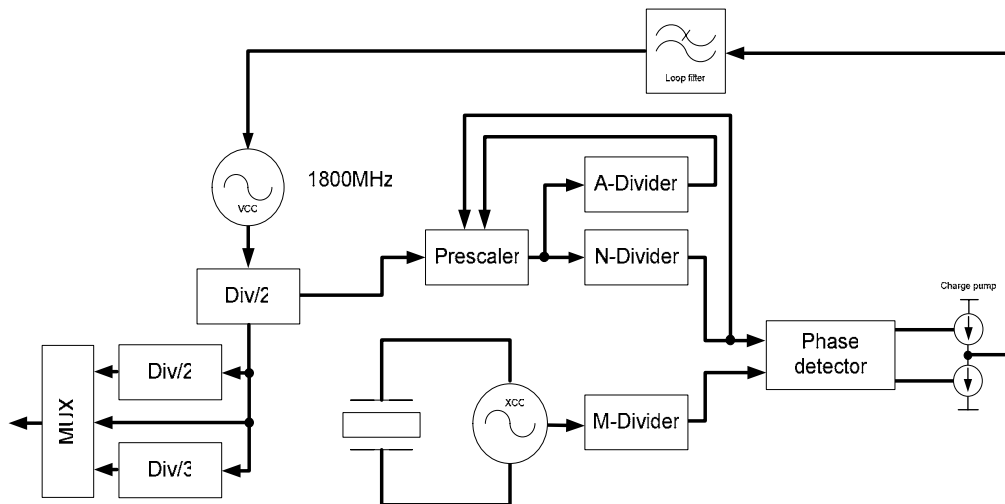 Loop filter
1800MHz
VCC
A-Divider
Prescaler
N-Divider
Div/2
Charge pump
Phase
detector
Div/2
XCC
M-Divider
MUX
Div/3